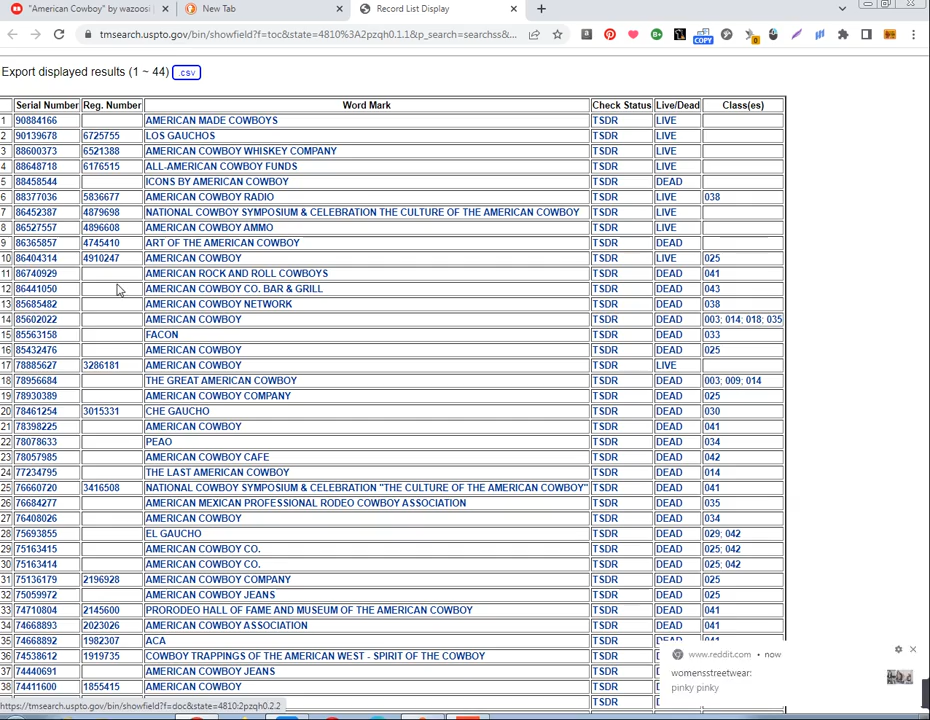 "American Cowboy" by wazoosi
New Tab
Record List Display
tmsearch.uspto.gov/bin/showfield?f=toc&state=4810%3A2pzqh0.1.1&p_search=searchss&...
COPY
Export displayed results (1 ~ 44) .csv
Serial Number Reg. Number Word Mark Check Status Live/Dead Class(es)
1 90884166 AMERICAN MADE COWBOYS TSDR LIVE
2 90139678 6725755 LOS GAUCHOS TSDR LIVE
3 88600373 6521388 AMERICAN COWBOY WHISKEY COMPANY TSDR LIVE
4 88648718 6176515 ALL-AMERICAN COWBOY FUNDS TSDR LIVE
5 88458544 ICONS BY AMERICAN COWBOY TSDR DEAD
6 88377036 5836677 AMERICAN COWBOY RADIO TSDR LIVE 038
7 86452387 4879698 NATIONAL COWBOY SYMPOSIUM & CELEBRATION THE CULTURE OF THE AMERICAN COWBOY TSDR LIVE
8 86527557 4896608 AMERICAN COWBOY AMMO TSDR LIVE
9 86365857 4745410 ART OF THE AMERICAN COWBOY TSDR DEAD
10 86404314 4910247 AMERICAN COWBOY TSDR LIVE 025
11 86740929 AMERICAN ROCK AND ROLL COWBOYS TSDR DEAD 041
12 86441050 AMERICAN COWBOY CO. BAR & GRILL TSDR DEAD 043
13 85685482 AMERICAN COWBOY NETWORK TSDR DEAD 038
14 85602022 AMERICAN COWBOY TSDR DEAD 003; 014; 018; 035
15 85563158 FACON TSDR DEAD 033
16 85432476 AMERICAN COWBOY TSDR DEAD 025
17 78885627 3286181 AMERICAN COWBOY TSDR LIVE
18 78956684 THE GREAT AMERICAN COWBOY TSDR DEAD 003; 009; 014
19 78930389 AMERICAN COWBOY COMPANY TSDR DEAD 025
20 78461254 3015331 CHE GAUCHO TSDR DEAD 030
21 78398225 AMERICAN COWBOY TSDR DEAD 041
22 78078633 PEAO TSDR DEAD 034
23 78057985 AMERICAN COWBOY CAFE TSDR DEAD 042
24 77234795 THE LAST AMERICAN COWBOY TSDR DEAD 014
25 76660720 3416508 NATIONAL COWBOY SYMPOSIUM & CELEBRATION "THE CULTURE OF THE AMERICAN COWBOY" TSDR DEAD 041
26 76684277 AMERICAN MEXICAN PROFESSIONAL RODEO COWBOY ASSOCIATION TSDR DEAD 035
27 76408026 AMERICAN COWBOY TSDR DEAD 034
28 75693855 EL GAUCHO TSDR DEAD 029; 042
29 75163415 AMERICAN COWBOY CO. TSDR DEAD 025; 042
30 75163414 AMERICAN COWBOY CO. TSDR DEAD 025; 042
31 75136179 2196928 AMERICAN COWBOY COMPANY TSDR DEAD 025
32 75059972 AMERICAN COWBOY JEANS TSDR DEAD 025
33 74710804 2145600 PRORODEO HALL OF FAME AND MUSEUM OF THE AMERICAN COWBOY TSDR DEAD 041
34 74668893 2023026 AMERICAN COWBOY ASSOCIATION TSDR DEAD 041
35 74668892 1982307 ACA TSDR DEAD 041
36 74538612 1919735 COWBOY TRAPPINGS OF THE AMERICAN WEST - SPIRIT OF THE COWBOY TSDR
37 74440691 AMERICAN COWBOY JEANS TSDR
38 74411600 1855415 AMERICAN COWBOY TSDR
TSDR
www.reddit.com • now
womensstreetwear:
pinky pinky
https://tmsearch.uspto.gov/bin/showfield?f=doc&state=4810:2pzqh0.2.2